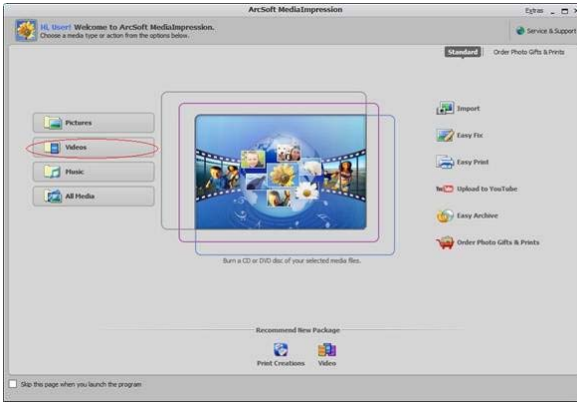 ArcSoft MediaImpression
Extras
Hi, User! Welcome to ArcSoft MediaImpression.
Choose a media type or action from the options below.
Service & Support
Standard
Order Photo Gifts & Prints
Pictures
Videos
Music
All Media
Import
Easy Fix
Easy Print
You Tube Upload to YouTube
Easy Archive
Order Photo Gifts & Prints
Burn a CD or DVD disc of your selected media files.
Recommend New Package
Print Creations
Video
Skip this page when you launch the program